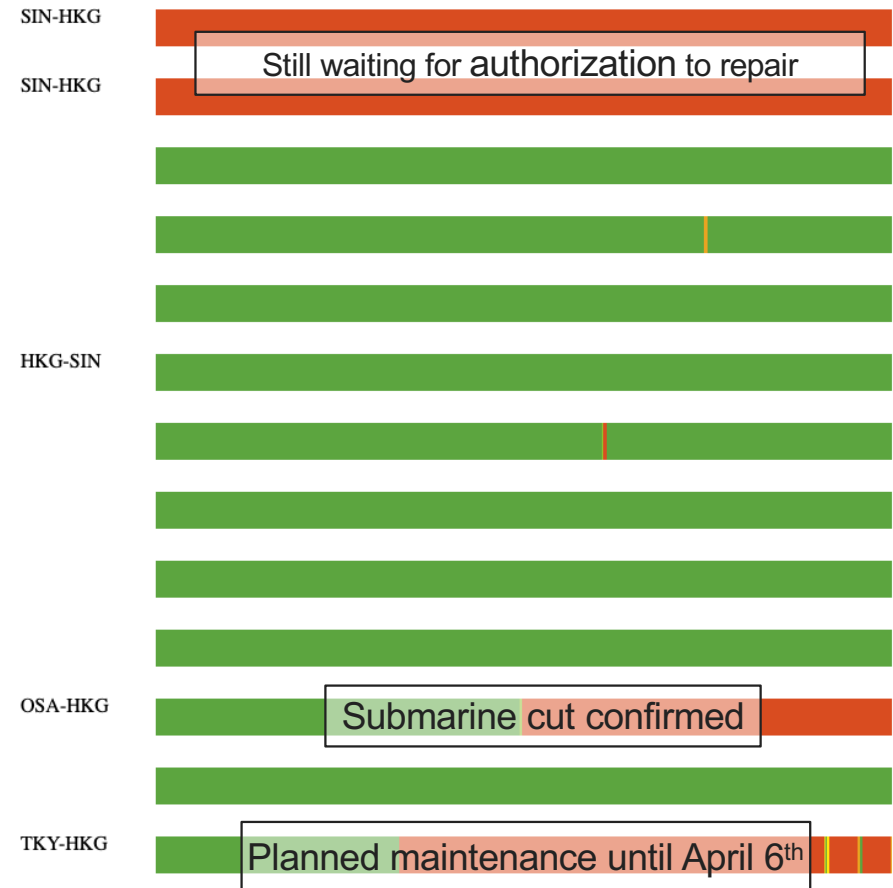 SIN-HKG
Still waiting for authorization to repair
SIN-HKG
HKG-SIN
OSA-HKG
Submarine cut confirmed
TKY-HKG
Planned maintenance until April 6th